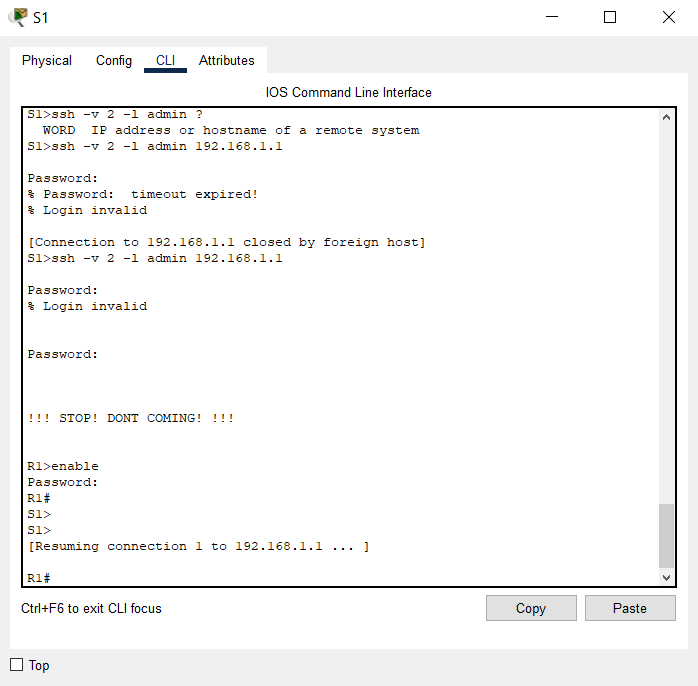 S1
Physical Config CLI Attributes
IOS Command Line Interface
S1>ssh -v 2 -l admin ?
WORD IP address or hostname of a remote system
S1>ssh -v 2 -l admin 192.168.1.1
Password:
% Password: timeout expired!
% Login invalid
[Connection to 192.168.1.1 closed by foreign host]
S1>ssh -v 2 -l admin 192.168.1.1
Password:
% Login invalid
Password:
!!! STOP! DONT COMING! !!!
R1>enable
Password:
R1#
S1>
S1>
[Resuming connection 1 to 192.168.1.1 ... ]
R1#
Ctrl+F6 to exit CLI focus
Copy Paste
Top